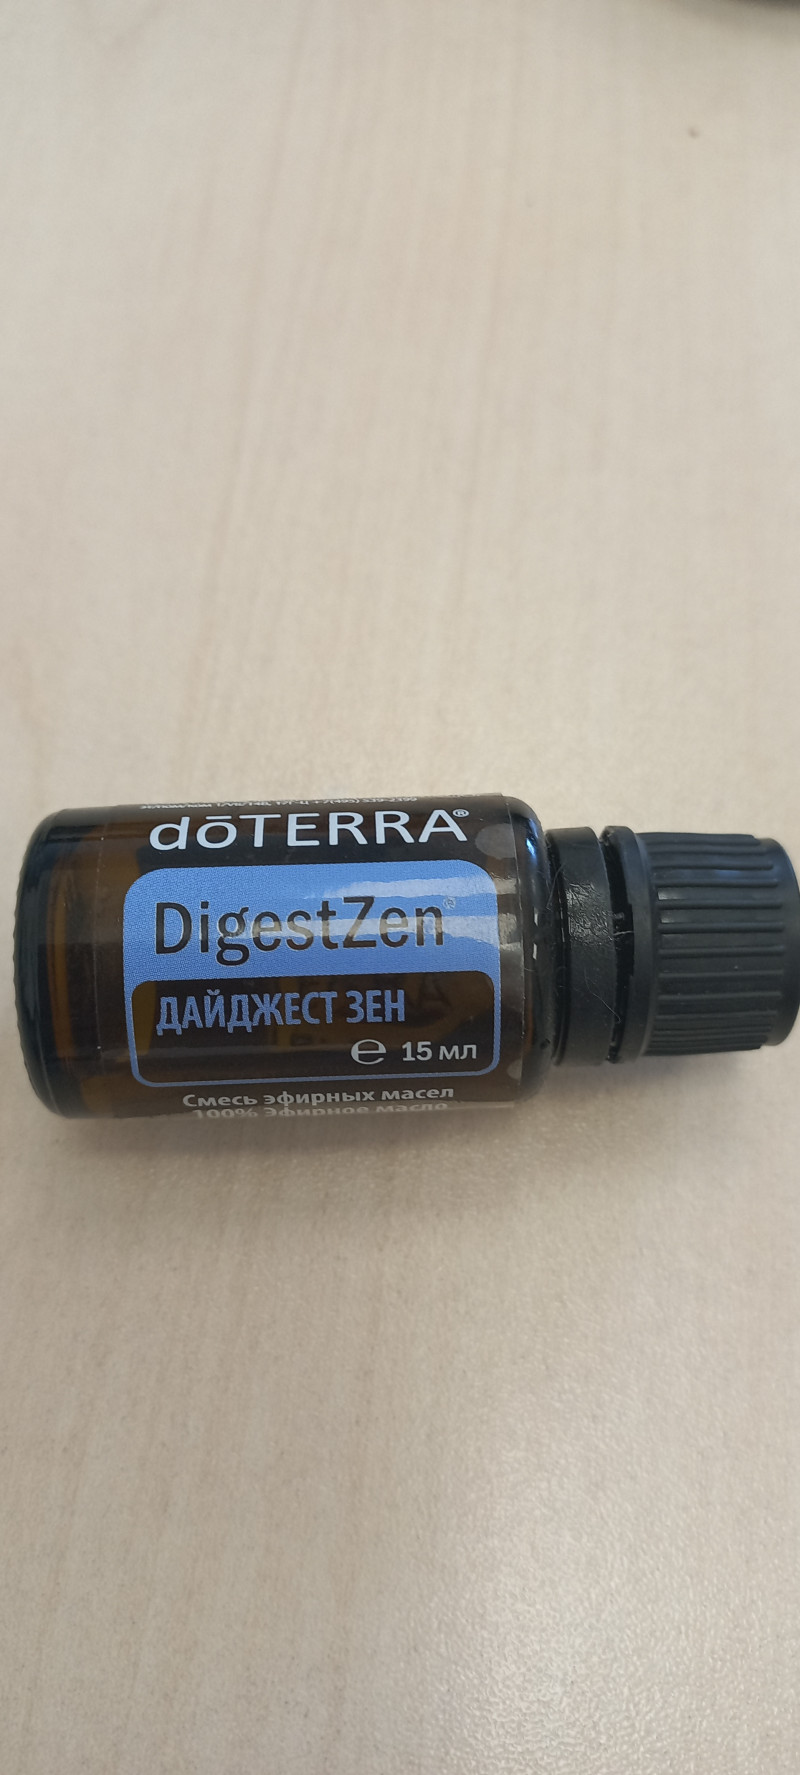 dōTERRA®
DigestZen®
ДАЙДЖЕСТ ЗЕН
℮ 15 мл
Смесь эфирных масел
100% Эфирное масло